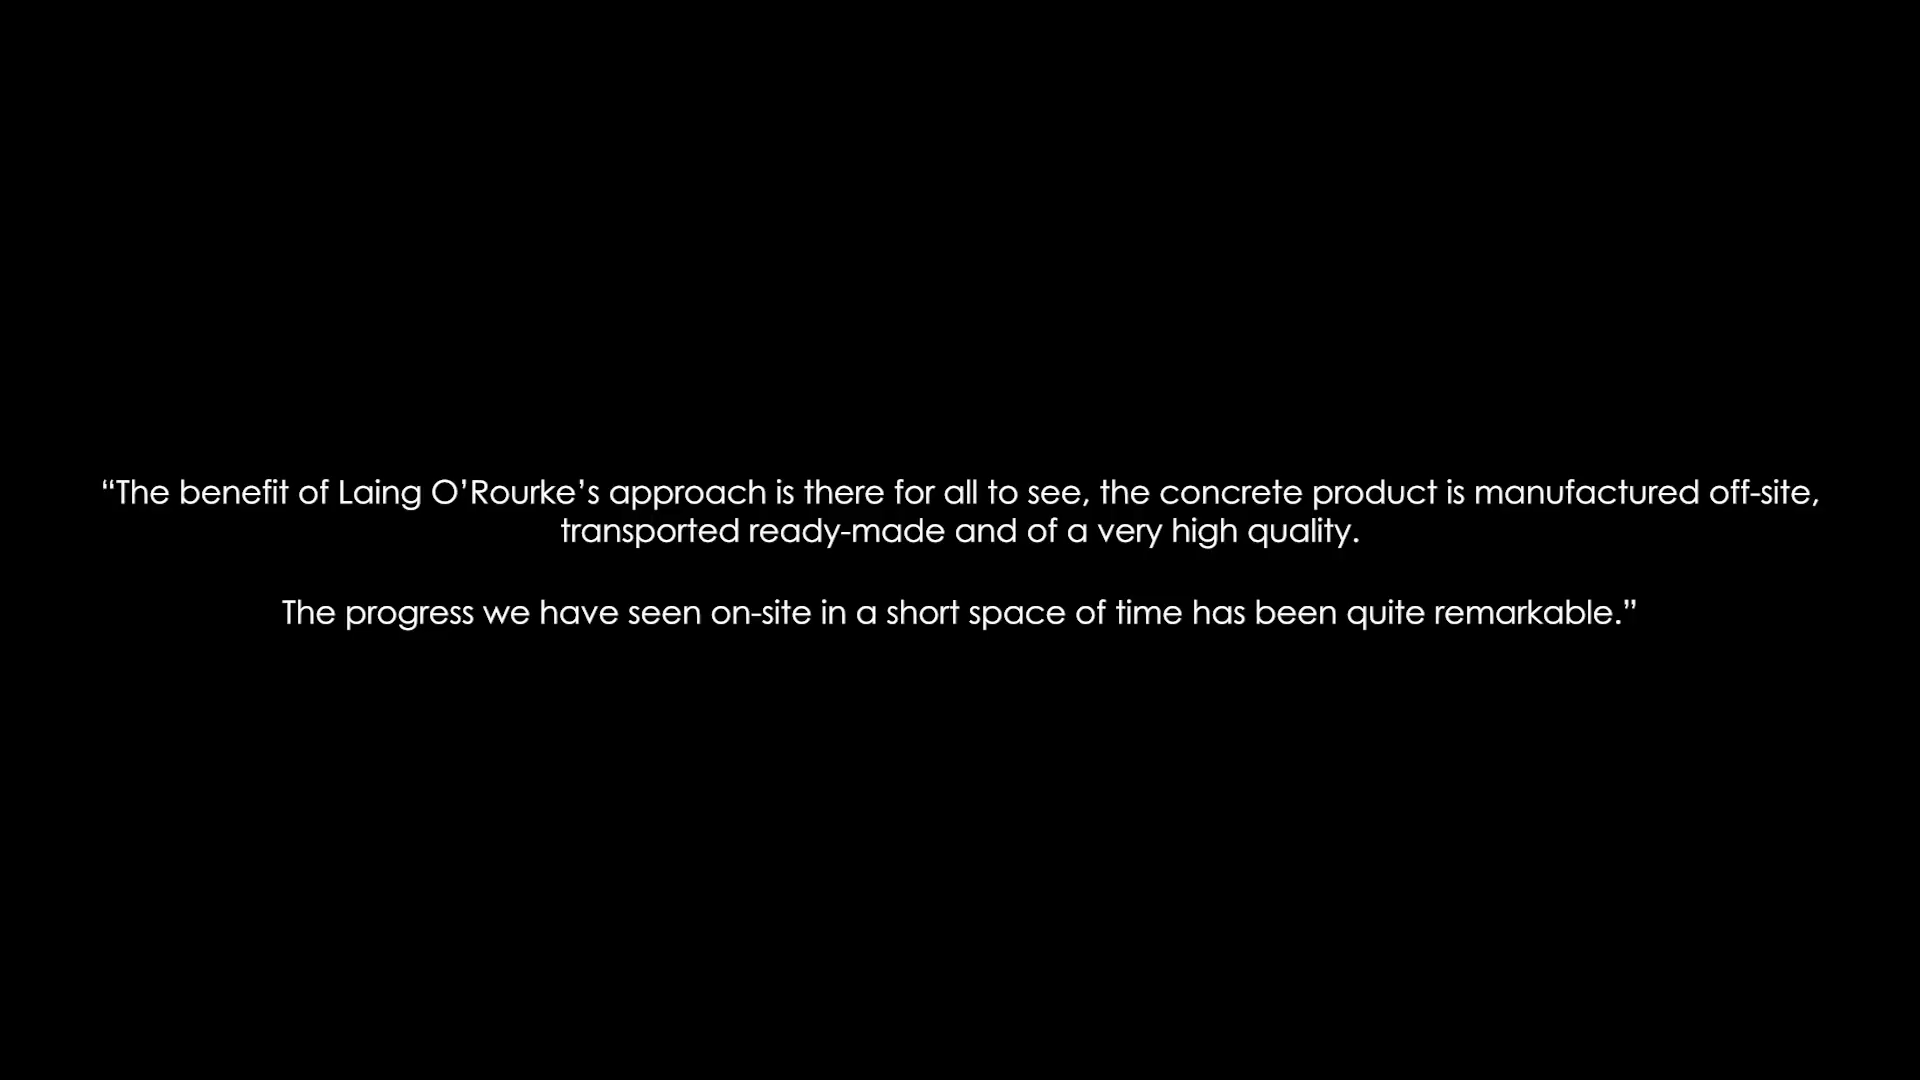 “The benefit of Laing O’Rourke’s approach is there for all to see, the concrete product is manufactured off-site,
transported ready-made and of a very high quality.
The progress we have seen on-site in a short space of time has been quite remarkable.”